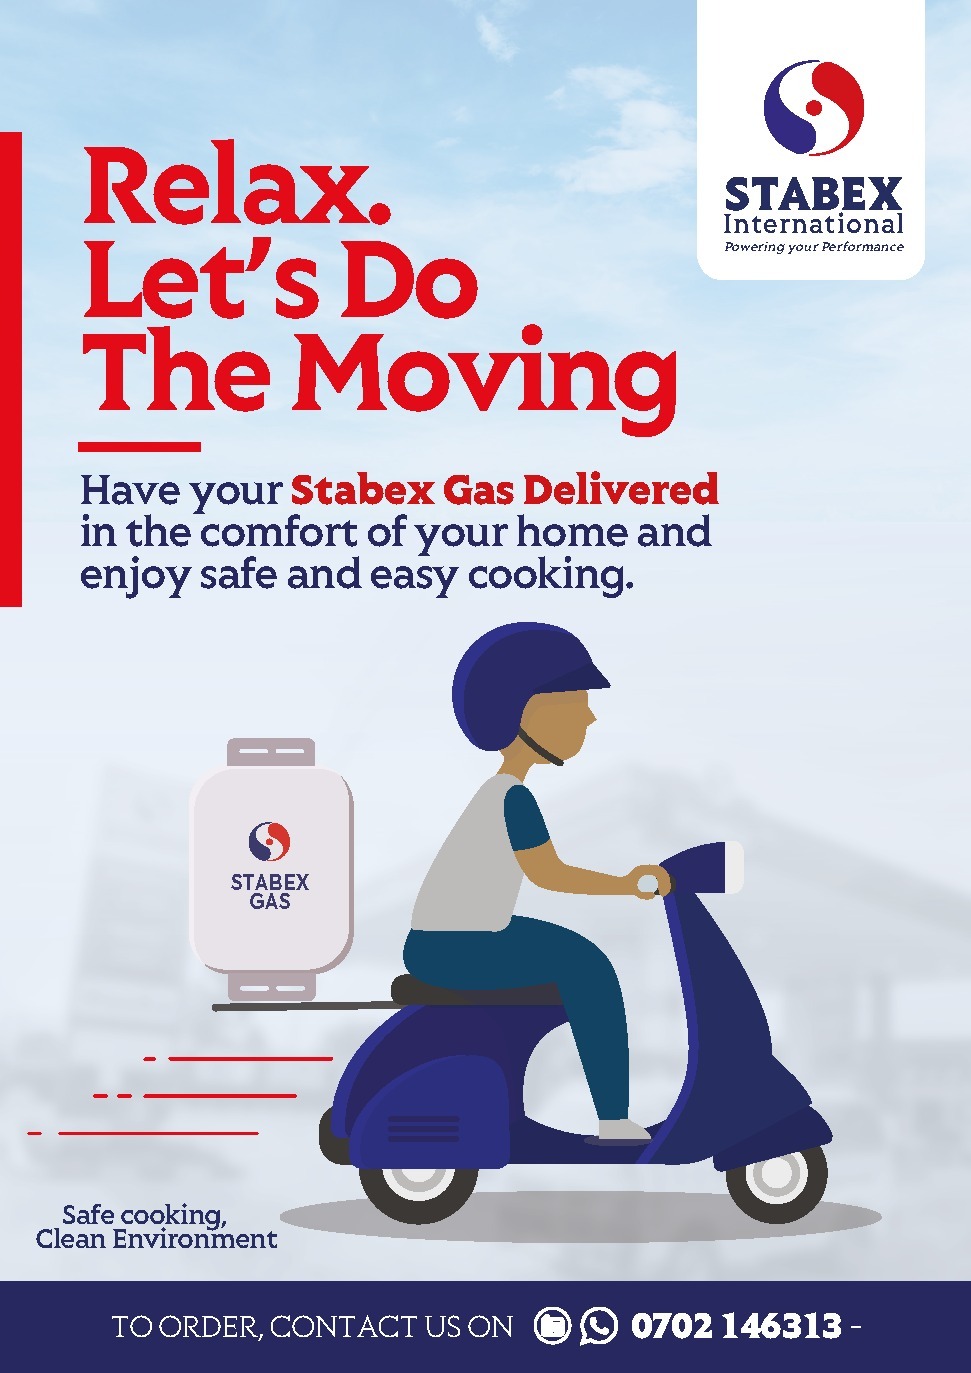 STABEX
International
Powering your Performance
Relax.
Let's Do
The Moving
Have your Stabex Gas Delivered
in the comfort of your home and
enjoy safe and easy cooking.
STABEX
GAS
Safe cooking,
Clean Environment
TO ORDER, CONTACT US ON 0702 146313 -